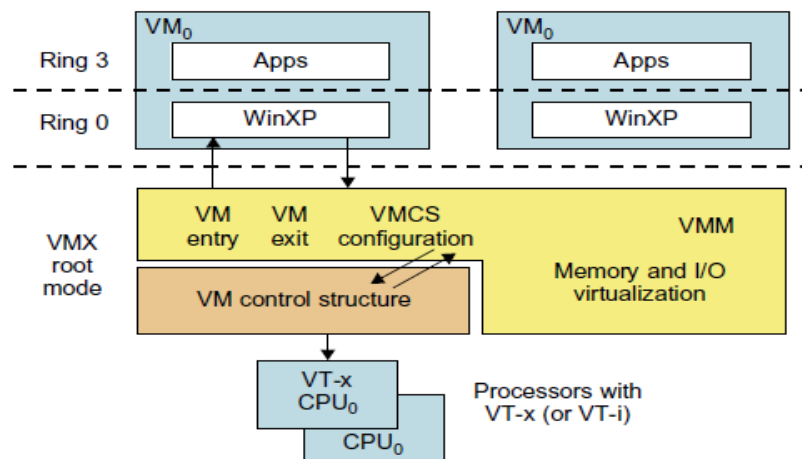 VM0
VM0
Ring 3
Apps
Apps
Ring 0
WinXP
WinXP
VMX
root
mode
VM
entry
VM
exit
VMCS
configuration
VMM
Memory and I/O
virtualization
VM control structure
VT-x
CPU0
CPU0
Processors with
VT-x (or VT-i)